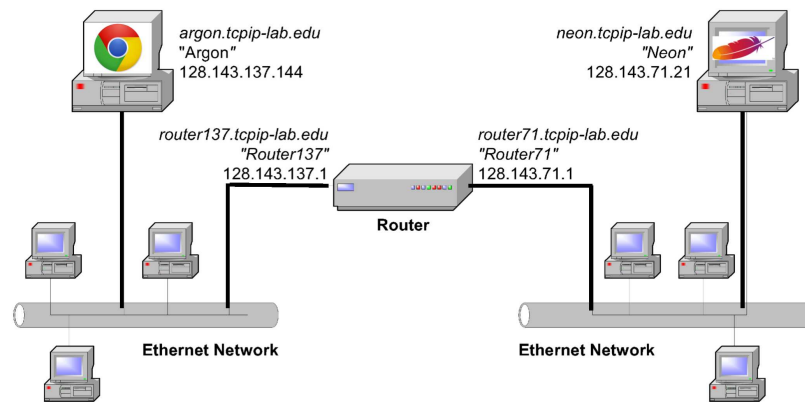 argon.tcpip-lab.edu
"Argon"
128.143.137.144
neon.tcpip-lab.edu
"Neon"
128.143.71.21
router137.tcpip-lab.edu
"Router137"
128.143.137.1
router71.tcpip-lab.edu
"Router71"
128.143.71.1
Router
Ethernet Network
Ethernet Network